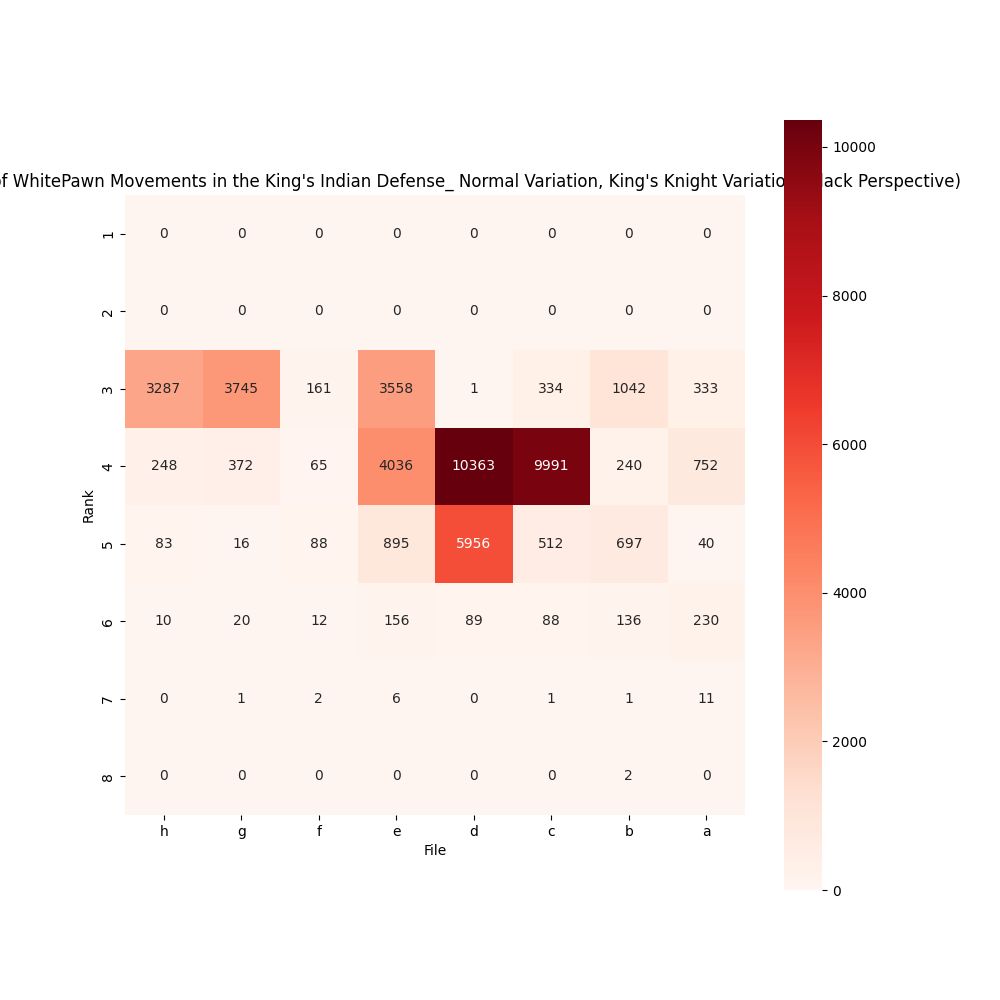 of WhitePawn Movements in the King's Indian Defense_ Normal Variation, King's Knight Variatio ack Perspective)
10000
8000
6000
4000
2000
0
Rank
1 0 0 0 0 0 0 0 0
2 0 0 0 0 0 0 0 0
3 3287 3745 161 3558 1 334 1042 333
4 248 372 65 4036 10363 9991 240 752
5 83 16 88 895 5956 512 697 40
6 10 20 12 156 89 88 136 230
7 0 1 2 6 0 1 1 11
8 0 0 0 0 0 0 2 0
h g f e d c b a
File